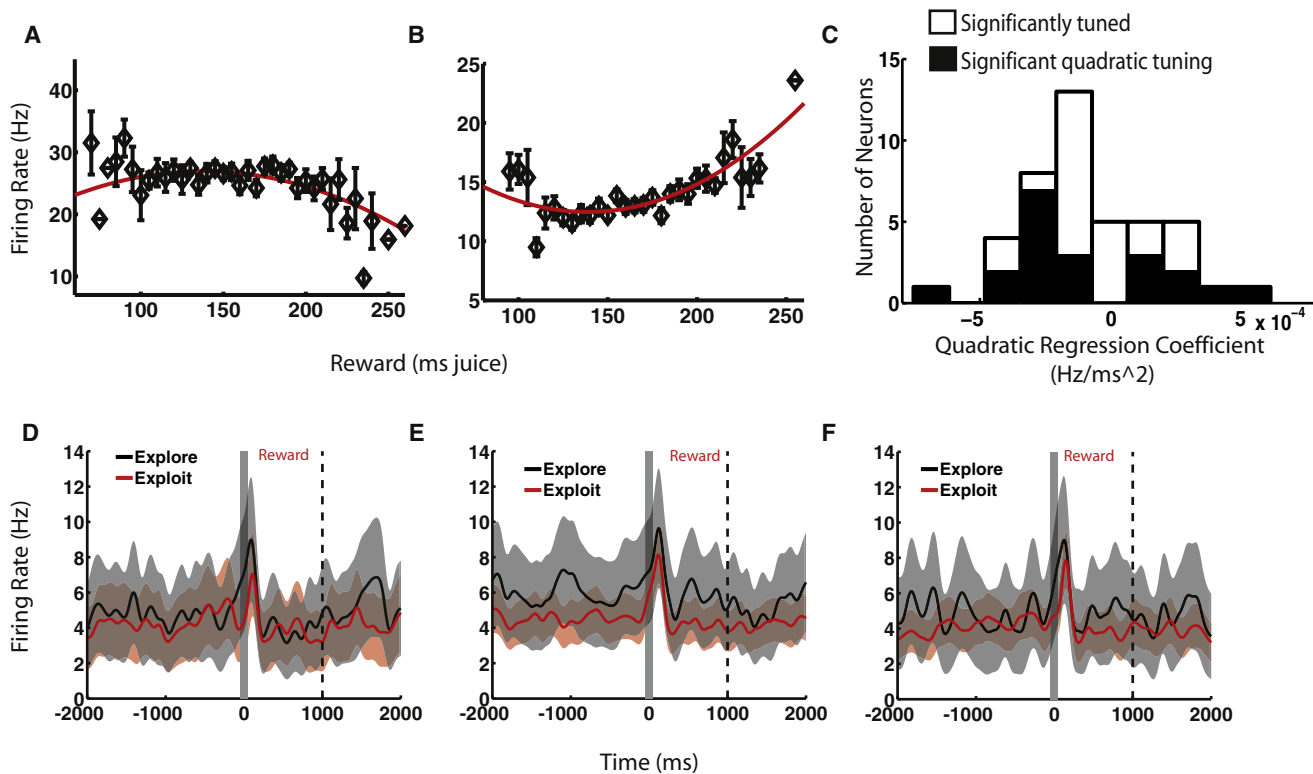 A
B
C
Significantly tuned
Significant quadratic tuning
Firing Rate (Hz)
40
30
20
10
100
150
200
250
25
20
15
10
5
100
150
200
250
Reward (ms juice)
Number of Neurons
15
10
5
0
−5
0
5
x 10⁻⁴
Quadratic Regression Coefficient
(Hz/ms^2)
D
E
F
Firing Rate (Hz)
14
12
10
8
6
4
2
0
Explore
Exploit
Reward
-2000
-1000
0
1000
2000
14
12
10
8
6
4
2
0
Explore
Exploit
Reward
-2000
-1000
0
1000
2000
14
12
10
8
6
4
2
0
Explore
Exploit
Reward
-2000
-1000
0
1000
2000
Time (ms)